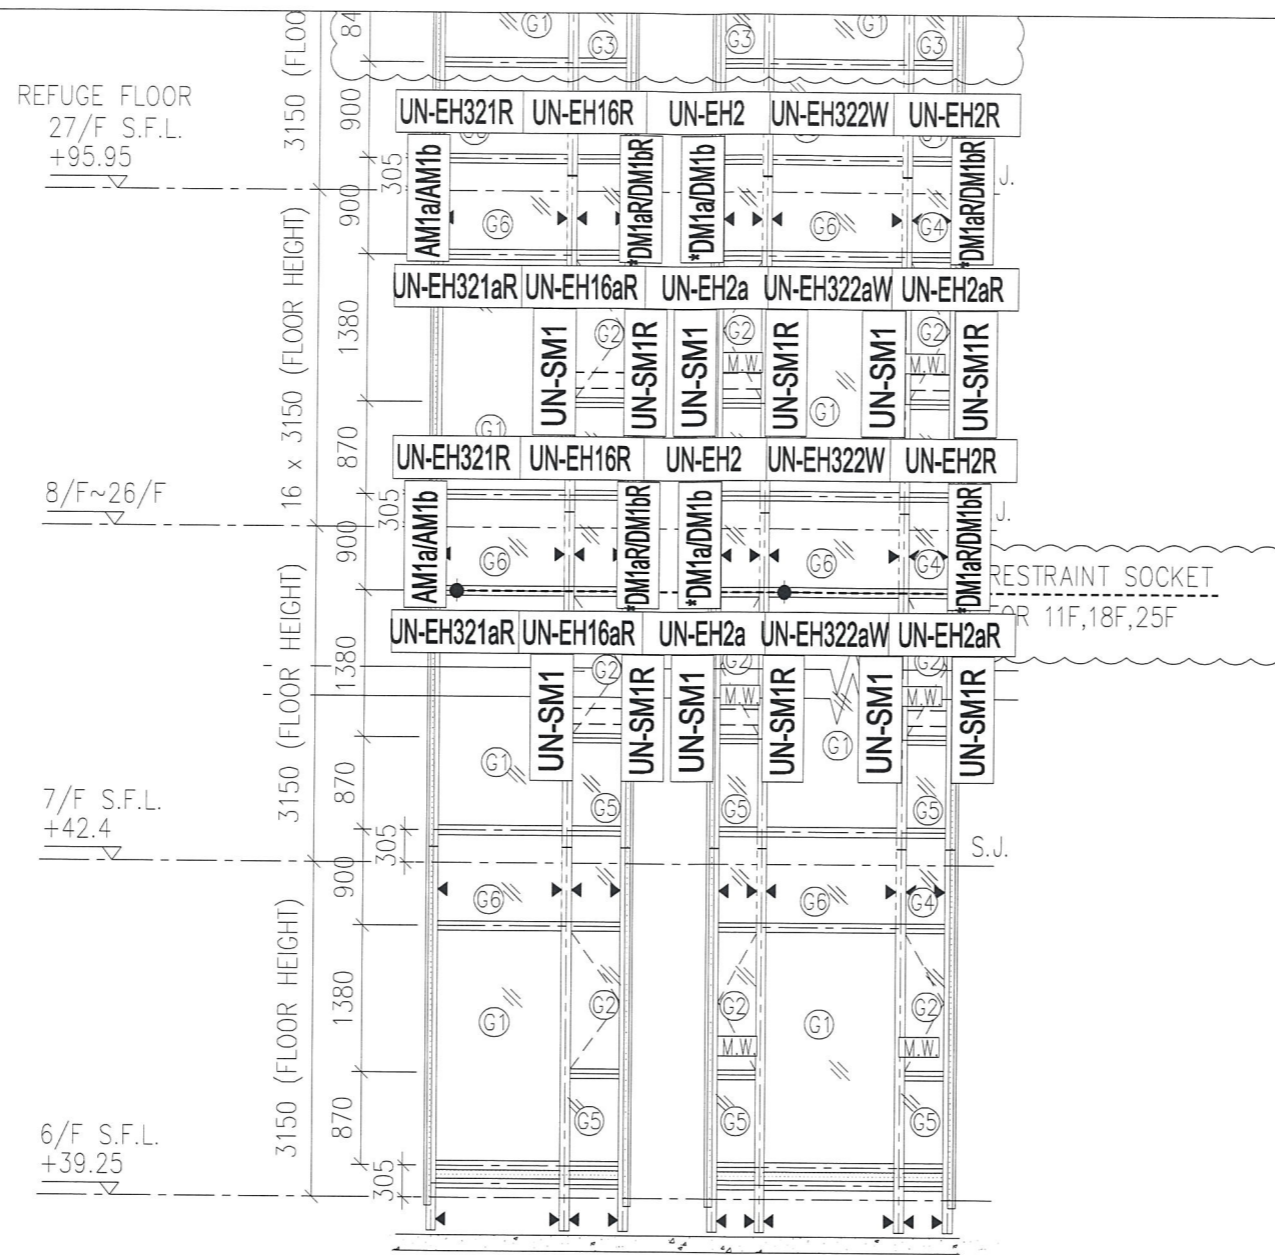 3150 (FLOO
84
G1
G3
G3
G1
G3
REFUGE FLOOR
27/F S.F.L.
+95.95
900
UN-EH321R UN-EH16R UN-EH2 UN-EH322W UN-EH2R
305
AM1a/AM1b
*DM1aR/DM1bR
*DM1a/DM1b
*DM1aR/DM1bR
J.
900
G6
G6
G4
16 x 3150 (FLOOR HEIGHT)
UN-EH321aR UN-EH16aR UN-EH2a UN-EH322aW UN-EH2aR
1380
UN-SM1
G2
UN-SM1R
UN-SM1
G2
M.W.
UN-SM1R
G1
UN-SM1
G2
M.W.
UN-SM1R
G1
870
UN-EH321R UN-EH16R UN-EH2 UN-EH322W UN-EH2R
8/F~26/F
305
AM1a/AM1b
*DM1aR/DM1bR
*DM1a/DM1b
*DM1aR/DM1bR
J.
900
G6
G6
G4
RESTRAINT SOCKET
OR 11F,18F,25F
3150 (FLOOR HEIGHT)
UN-EH321aR UN-EH16aR UN-EH2a UN-EH322aW UN-EH2aR
1380
UN-SM1
G2
UN-SM1R
UN-SM1
G2
M.W.
UN-SM1R
UN-SM1
G2
M.W.
UN-SM1R
G1
G1
870
G5
G5
G5
7/F S.F.L.
+42.4
305
S.J.
900
G6
G6
G4
3150 (FLOOR HEIGHT)
1380
G1
G2
G2
M.W.
G1
G2
M.W.
870
G5
G5
G5
6/F S.F.L.
+39.25
305